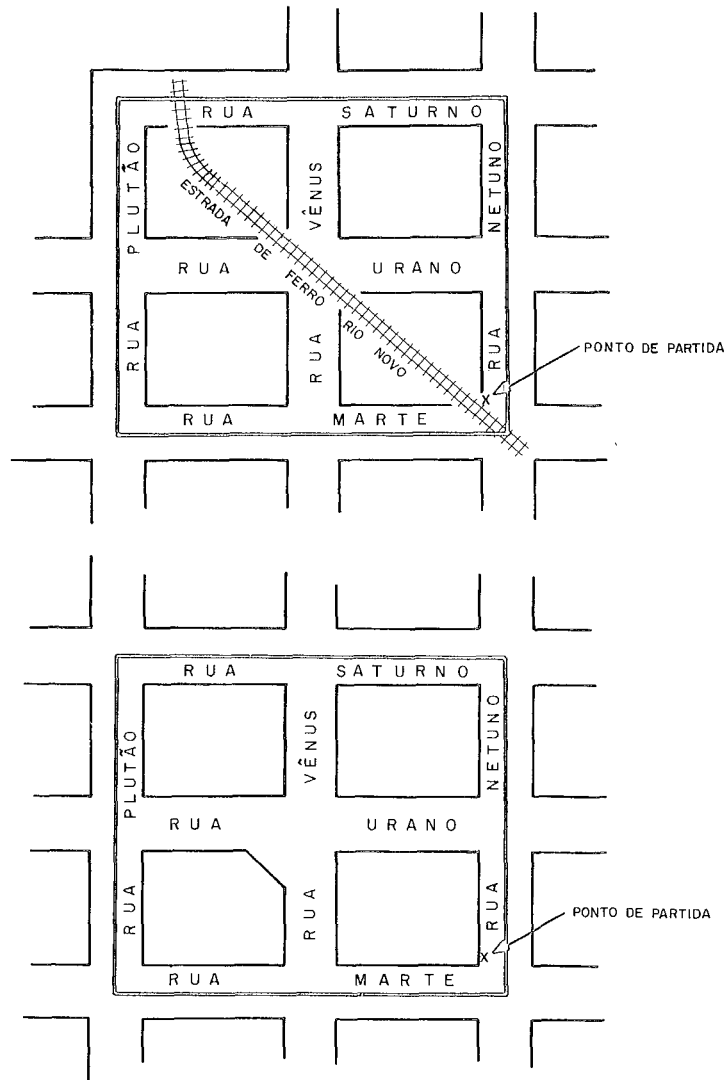 RUA SATURNO
PLUTÃO
VÊNUS
NETUNO
ESTRADA DE FERRO RIO NOVO
RUA URANO
RUA
RUA
RUA
PONTO DE PARTIDA
X
RUA MARTE
RUA SATURNO
PLUTÃO
VÊNUS
NETUNO
RUA URANO
RUA
RUA
RUA
PONTO DE PARTIDA
X
RUA MARTE